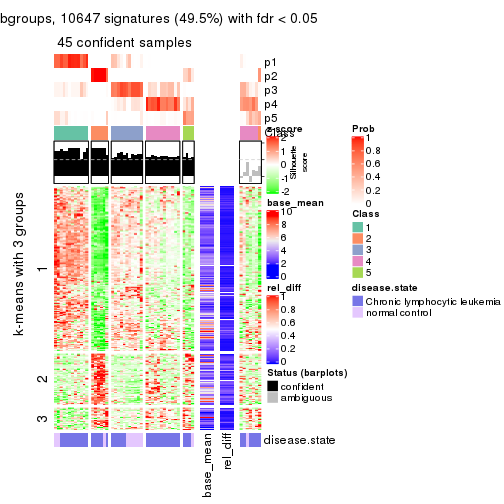 bgroups, 10647 signatures (49.5%) with fdr < 0.05
45 confident samples
p1
p2
p3
p4
p5
Class
z-score
2
1
0
-1
-2
Silhouette
score
base_mean
10
8
6
4
2
0
rel_diff
1
0.8
0.6
0.4
0.2
0
Status (barplots)
confident
ambiguous
Prob
1
0.8
0.6
0.4
0.2
0
Class
1
2
3
4
5
disease.state
Chronic lymphocytic leukemia
normal control
k-means with 3 groups
1
2
3
disease.state
base_mean
rel_diff